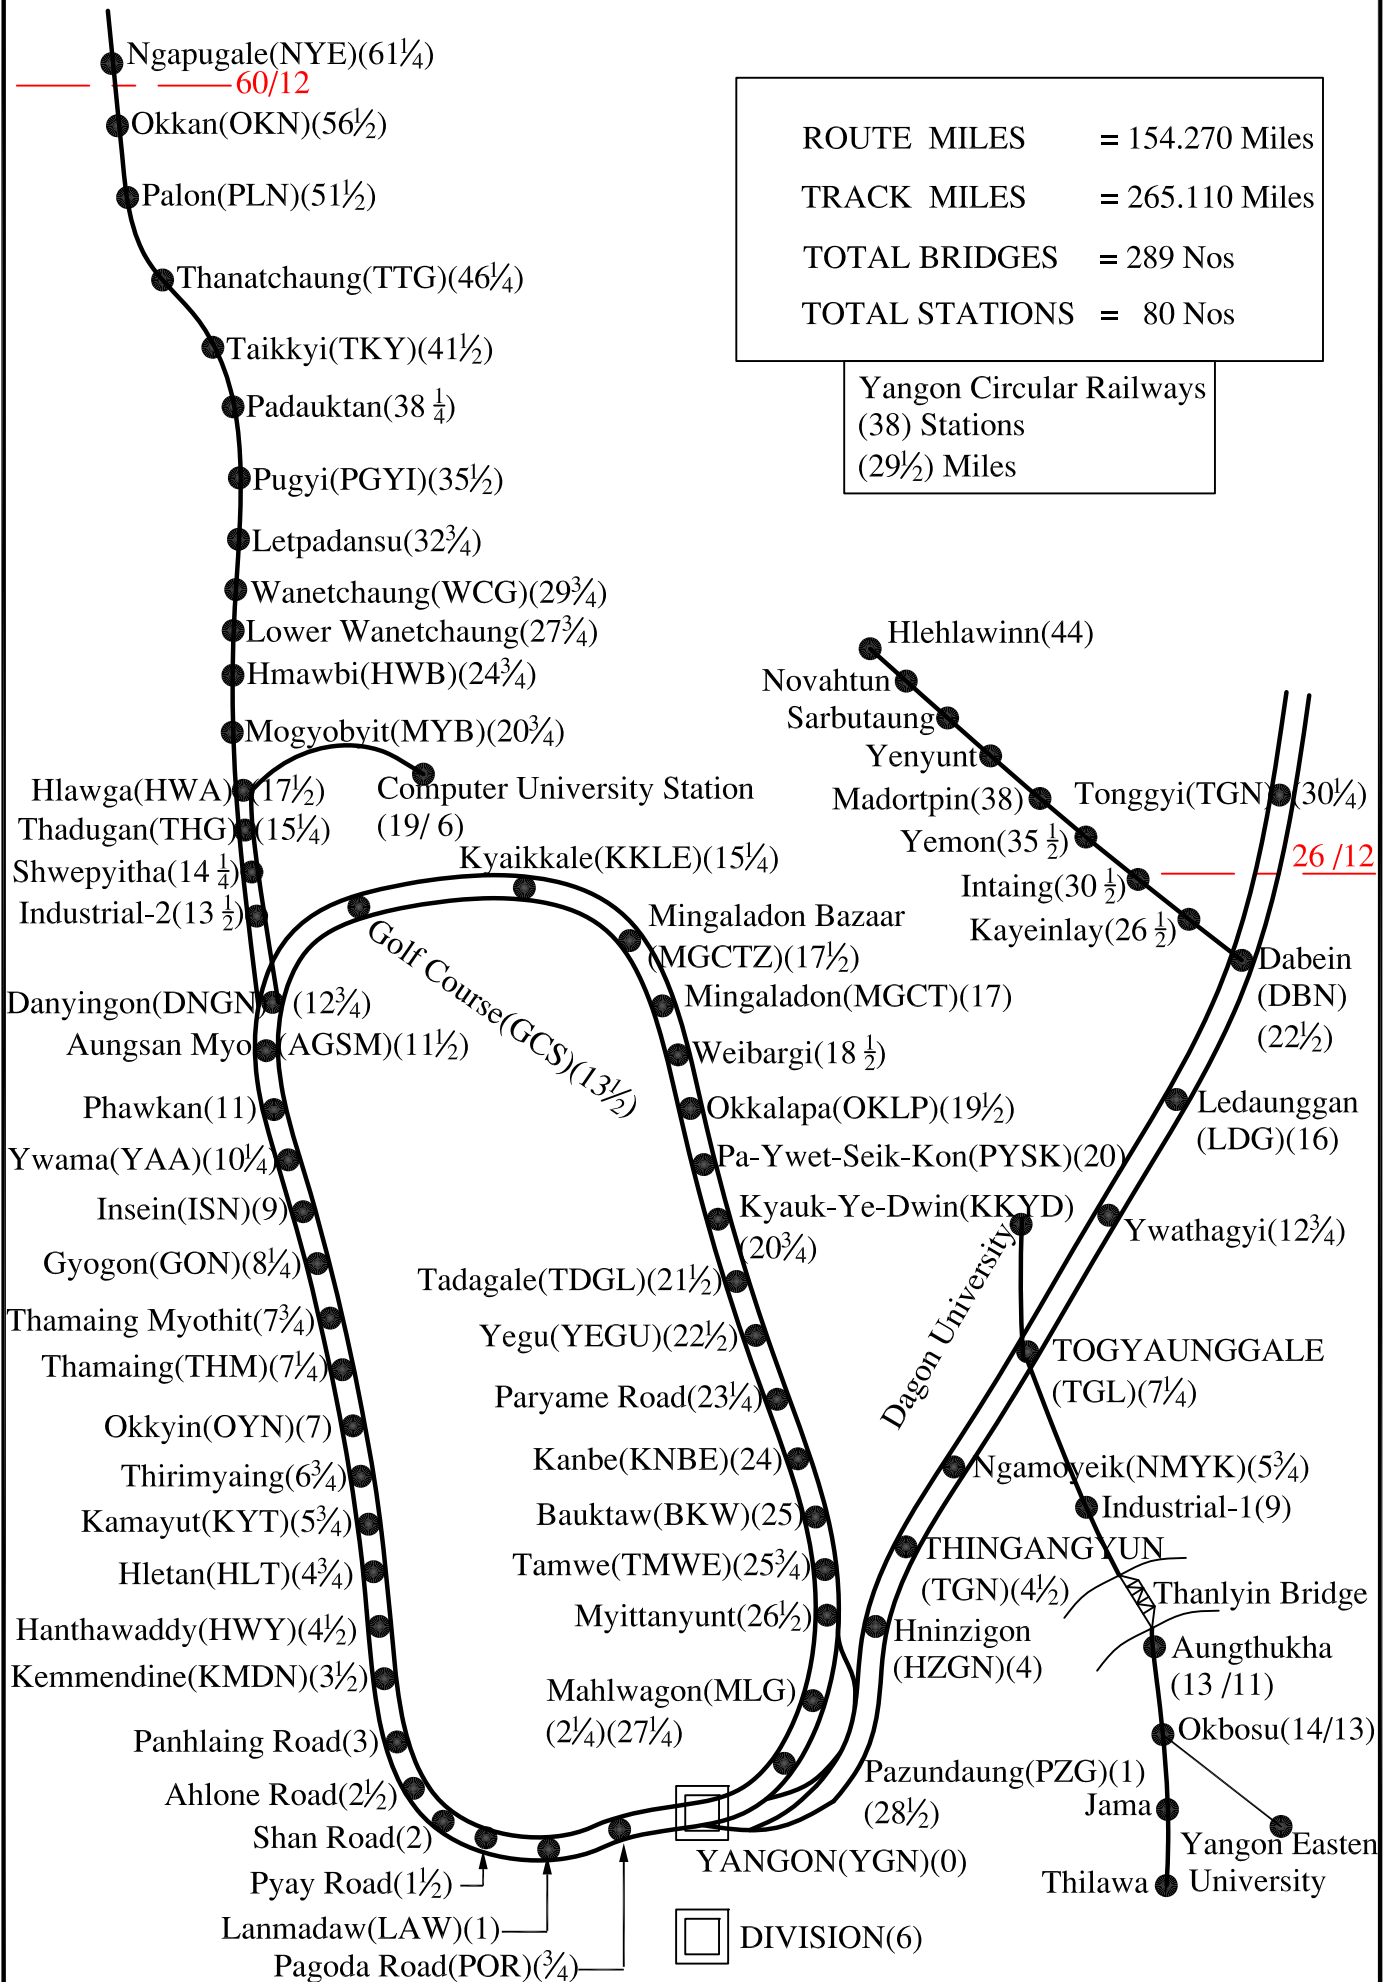 Ngapugale(NYE)(61¼)
60/12
Okkan(OKN)(56½)
Palon(PLN)(51½)
Thanatchaung(TTG)(46¼)
Taikkyi(TKY)(41½)
Padauktan(38 ¼)
Pugyi(PGYI)(35½)
Letpadansu(32¾)
Wanetchaung(WCG)(29¾)
Lower Wanetchaung(27¾)
Hmawbi(HWB)(24¾)
Mogyobyit(MYB)(20¾)
Hlawga(HWA) (17½)
Computer University Station
(19/ 6)
Thadugan(THG) (15¼)
Shwepyitha(14 ¼)
Industrial-2(13 ½)
Danyingon(DNGN) (12¾)
Aungsan Myo (AGSM)(11½)
Phawkan(11)
Ywama(YAA)(10¼)
Insein(ISN)(9)
Gyogon(GON)(8¼)
Thamaing Myothit(7¾)
Thamaing(THM)(7¼)
Okkyin(OYN)(7)
Thirimyaing(6¾)
Kamayut(KYT)(5¾)
Hletan(HLT)(4¾)
Hanthawaddy(HWY)(4½)
Kemmendine(KMDN)(3½)
Panhlaing Road(3)
Ahlone Road(2½)
Shan Road(2)
Pyay Road(1½)
Lanmadaw(LAW)(1)
Pagoda Road(POR)(¾)
ROUTE MILES = 154.270 Miles
TRACK MILES = 265.110 Miles
TOTAL BRIDGES = 289 Nos
TOTAL STATIONS = 80 Nos
Yangon Circular Railways
(38) Stations
(29½) Miles
Kyaikkale(KKLE)(15¼)
Golf Course(GCS)(13½)
Mingaladon Bazaar
(MGCTZ)(17½)
Mingaladon(MGCT)(17)
Weibargi(18 ½)
Okkalapa(OKLP)(19½)
Pa-Ywet-Seik-Kon(PYSK)(20)
Kyauk-Ye-Dwin(KKYD)
(20¾)
Tadagale(TDGL)(21½)
Yegu(YEGU)(22½)
Paryame Road(23¼)
Kanbe(KNBE)(24)
Bauktaw(BKW)(25)
Tamwe(TMWE)(25¾)
Myittanyunt(26½)
Mahlwagon(MLG)
(2¼)(27¼)
Pazundaung(PZG)(1)
(28½)
YANGON(YGN)(0)
DIVISION(6)
Hlehlawinn(44)
Novahtun
Sarbutaung
Yenyunt
Madortpin(38)
Yemon(35 ½)
Intaing(30 ½)
Kayeinlay(26 ½)
Tonggyi(TGN) (30¼)
26 /12
Dabein
(DBN)
(22½)
Ledaunggan
(LDG)(16)
Ywathagyi(12¾)
Dagon University
TOGYAUNGGALE
(TGL)(7¼)
Ngamoyeik(NMYK)(5¾)
Industrial-1(9)
THINGANGYUN
(TGN)(4½)
Thanlyin Bridge
Hninzigon
(HZGN)(4)
Aungthukha
(13 /11)
Okbosu(14/13)
Jama
Yangon Easten
University
Thilawa